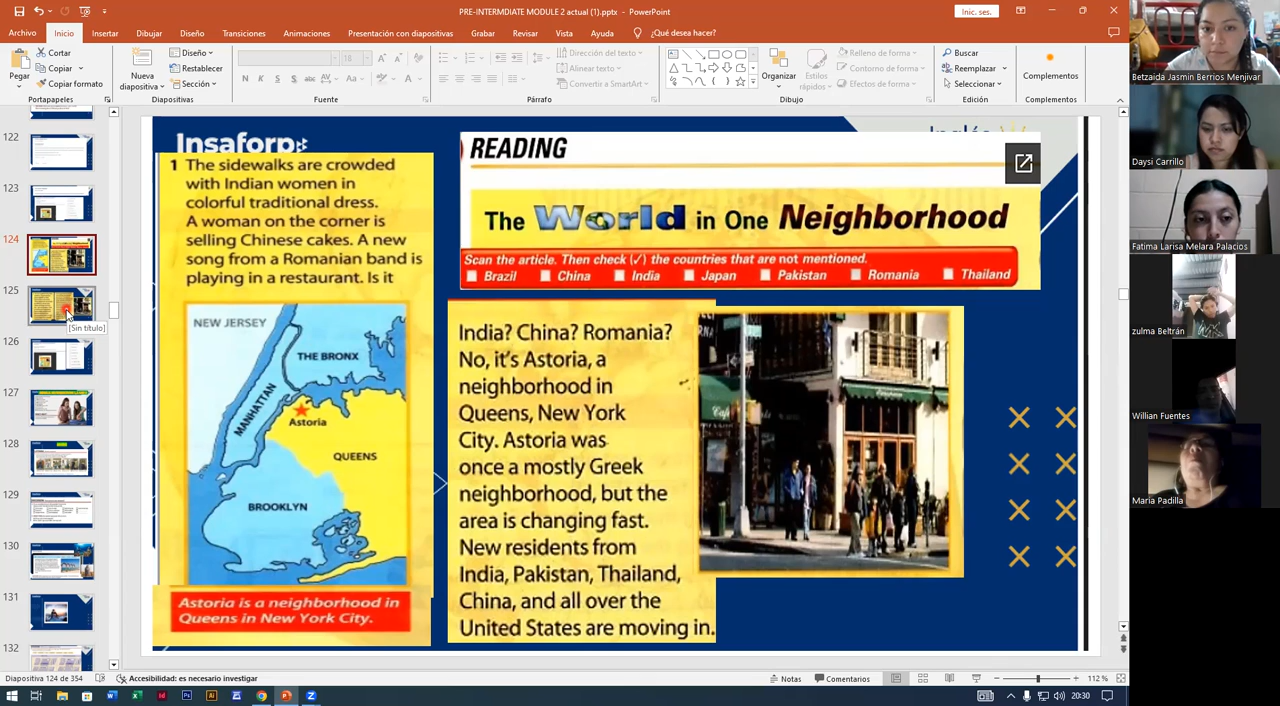 PRE-INTERMDIATE MODULE 2 actual (1).pptx - PowerPoint
Inic. ses.
Archivo Inicio Insertar Dibujar Diseño Transiciones Animaciones Presentación con diapositivas Grabar Revisar Vista Ayuda ¿Qué desea hacer?
Pegar
Cortar
Copiar
Copiar formato
Portapapeles
Nueva diapositiva
Diseño
Restablecer
Sección
Diapositivas
Fuente
Dirección del texto
Alinear texto
Convertir a SmartArt
Párrafo
Organizar
Estilos rápidos
Relleno de forma
Contorno de forma
Efectos de forma
Dibujo
Buscar
Reemplazar
Seleccionar
Edición
Complementos
Complementos
122
123
124
125
[Sin título]
126
127
128
129
130
131
132
Insaforp
1 The sidewalks are crowded
with Indian women in
colorful traditional dress.
A woman on the corner is
selling Chinese cakes. A new
song from a Romanian band is
playing in a restaurant. Is it
NEW JERSEY
THE BRONX
MANHATTAN
Astoria
QUEENS
BROOKLYN
Astoria is a neighborhood in
Queens in New York City.
Inglés
READING
The World in One Neighborhood
Scan the article. Then check (✓) the countries that are not mentioned.
Brazil China India Japan Pakistan Romania Thailand
India? China? Romania?
No, it's Astoria, a
neighborhood in
Queens, New York
City. Astoria was
once a mostly Greek
neighborhood, but the
area is changing fast.
New residents from
India, Pakistan, Thailand,
China, and all over the
United States are moving in.
Betzaida Jasmin Berrios Menjivar
Daysi Carrillo
Fatima Larisa Melara Palacios
zulma Beltrán
Willian Fuentes
Maria Padilla
Diapositiva 124 de 354
Accesibilidad: es necesario investigar
Notas
Comentarios
112 %
20:30